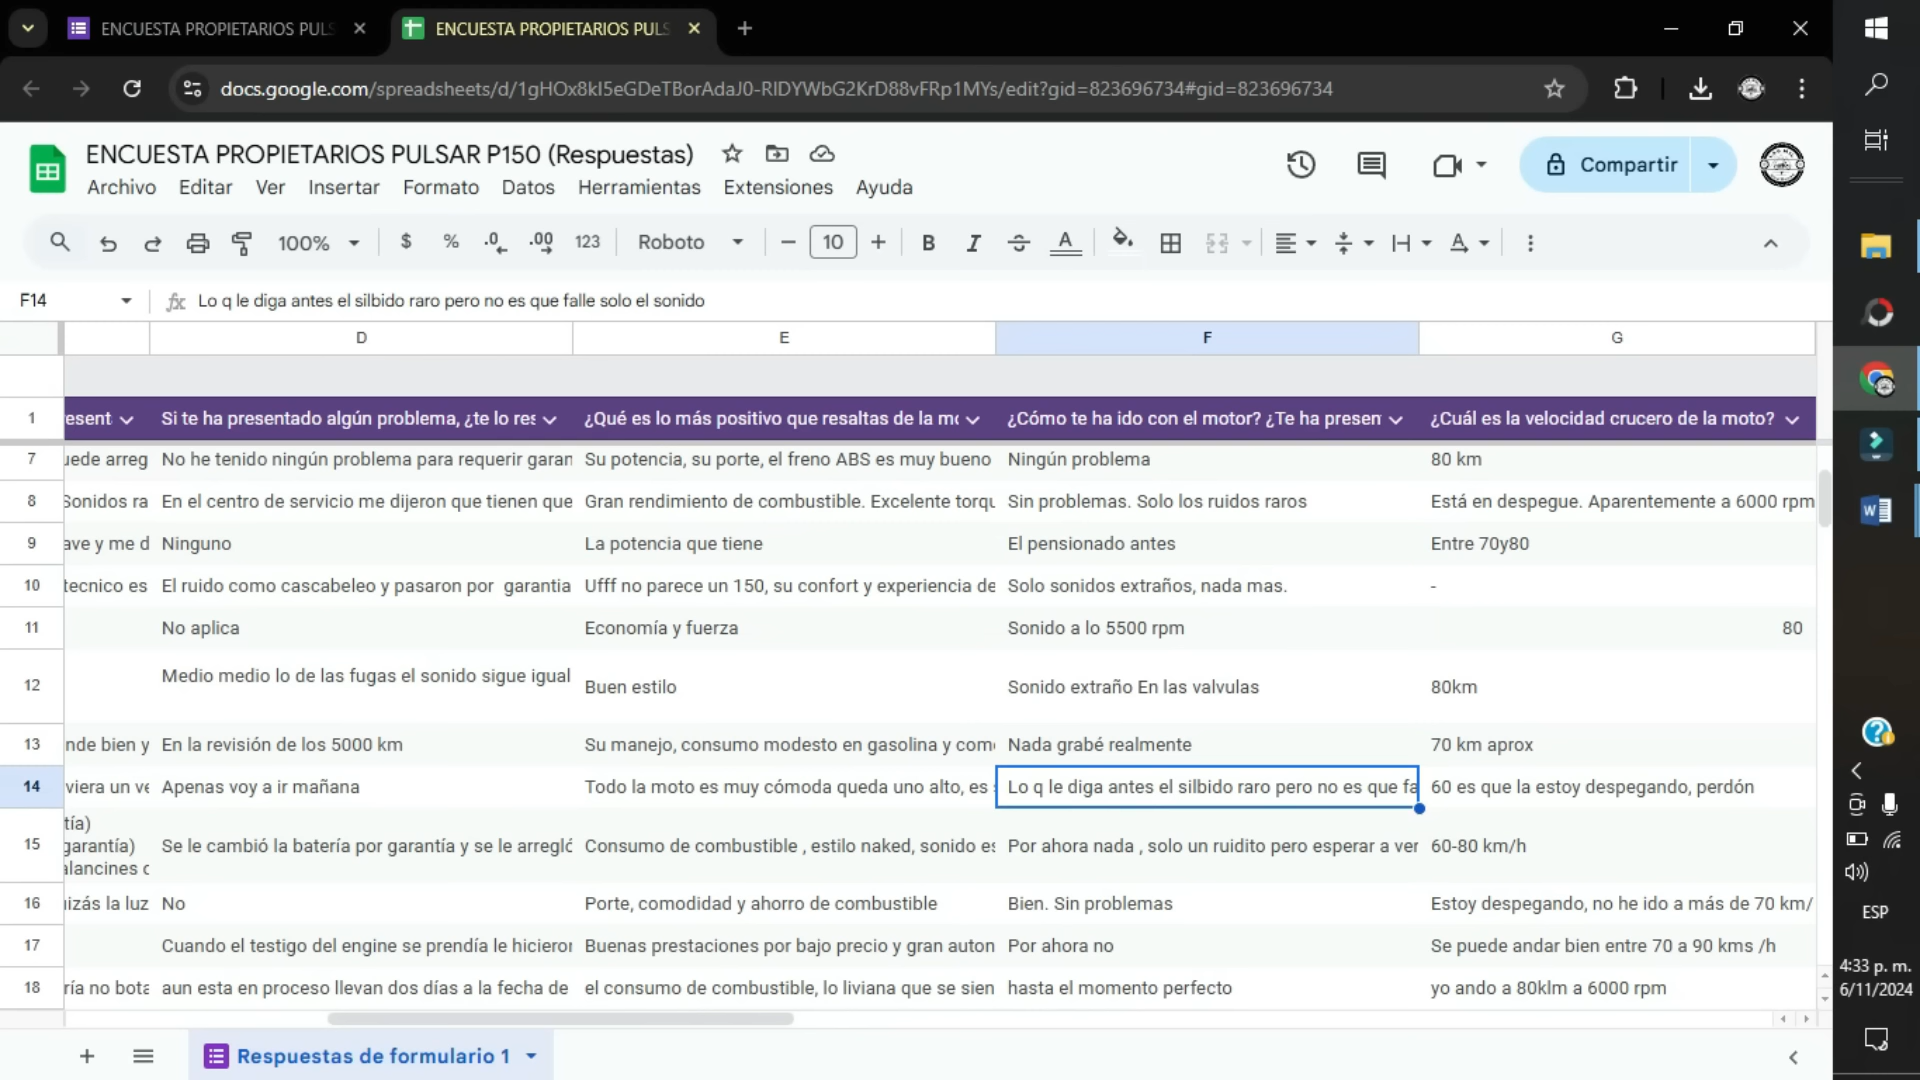 ENCUESTA PROPIETARIOS PULS
ENCUESTA PROPIETARIOS PULS
docs.google.com/spreadsheets/d/1gHOx8kI5eGDeTBorAdaJ0-RlDYWbG2KrD88vFRp1MYs/edit?gid=823696734#gid=823696734
ENCUESTA PROPIETARIOS PULSAR P150 (Respuestas)
Archivo Editar Ver Insertar Formato Datos Herramientas Extensiones Ayuda
Compartir
100% $ % .0 .00 123 Roboto 10 B I S A
F14 fx Lo q le diga antes el silbido raro pero no es que falle solo el sonido
D E F G
1 resent Si te ha presentado algún problema, ¿te lo res ¿Qué es lo más positivo que resaltas de la mo ¿Cómo te ha ido con el motor? ¿Te ha presen ¿Cuál es la velocidad crucero de la moto?
7 uede arreg No he tenido ningún problema para requerir garan Su potencia, su porte, el freno ABS es muy bueno Ningún problema 80 km
8 Sonidos ra En el centro de servicio me dijeron que tienen que Gran rendimiento de combustible. Excelente torqu Sin problemas. Solo los ruidos raros Está en despegue. Aparentemente a 6000 rpm
9 ave y me d Ninguno La potencia que tiene El pensionado antes Entre 70y80
10 tecnico es El ruido como cascabeleo y pasaron por garantia Ufff no parece un 150, su confort y experiencia de Solo sonidos extraños, nada mas. -
11 No aplica Economía y fuerza Sonido a lo 5500 rpm 80
12 Medio medio lo de las fugas el sonido sigue igual Buen estilo Sonido extraño En las valvulas 80km
13 nde bien y En la revisión de los 5000 km Su manejo, consumo modesto en gasolina y como Nada grabé realmente 70 km aprox
14 viera un ve Apenas voy a ir mañana Todo la moto es muy cómoda queda uno alto, es s Lo q le diga antes el silbido raro pero no es que fa 60 es que la estoy despegando, perdón
tía)
15 garantía) Se le cambió la batería por garantía y se le arregló Consumo de combustible , estilo naked, sonido es Por ahora nada , solo un ruidito pero esperar a ver 60-80 km/h
alancines c
16 uizás la luz No Porte, comodidad y ahorro de combustible Bien. Sin problemas Estoy despegando, no he ido a más de 70 km/
17 Cuando el testigo del engine se prendía le hicieron Buenas prestaciones por bajo precio y gran auton Por ahora no Se puede andar bien entre 70 a 90 kms /h
18 ría no bota aun esta en proceso llevan dos días a la fecha de el consumo de combustible, lo liviana que se sien hasta el momento perfecto yo ando a 80klm a 6000 rpm
Respuestas de formulario 1
ESP
4:33 p. m.
6/11/2024